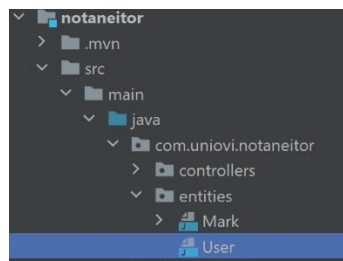 notaneitor
.mvn
src
main
java
com.uniovi.notaneitor
controllers
entities
Mark
User